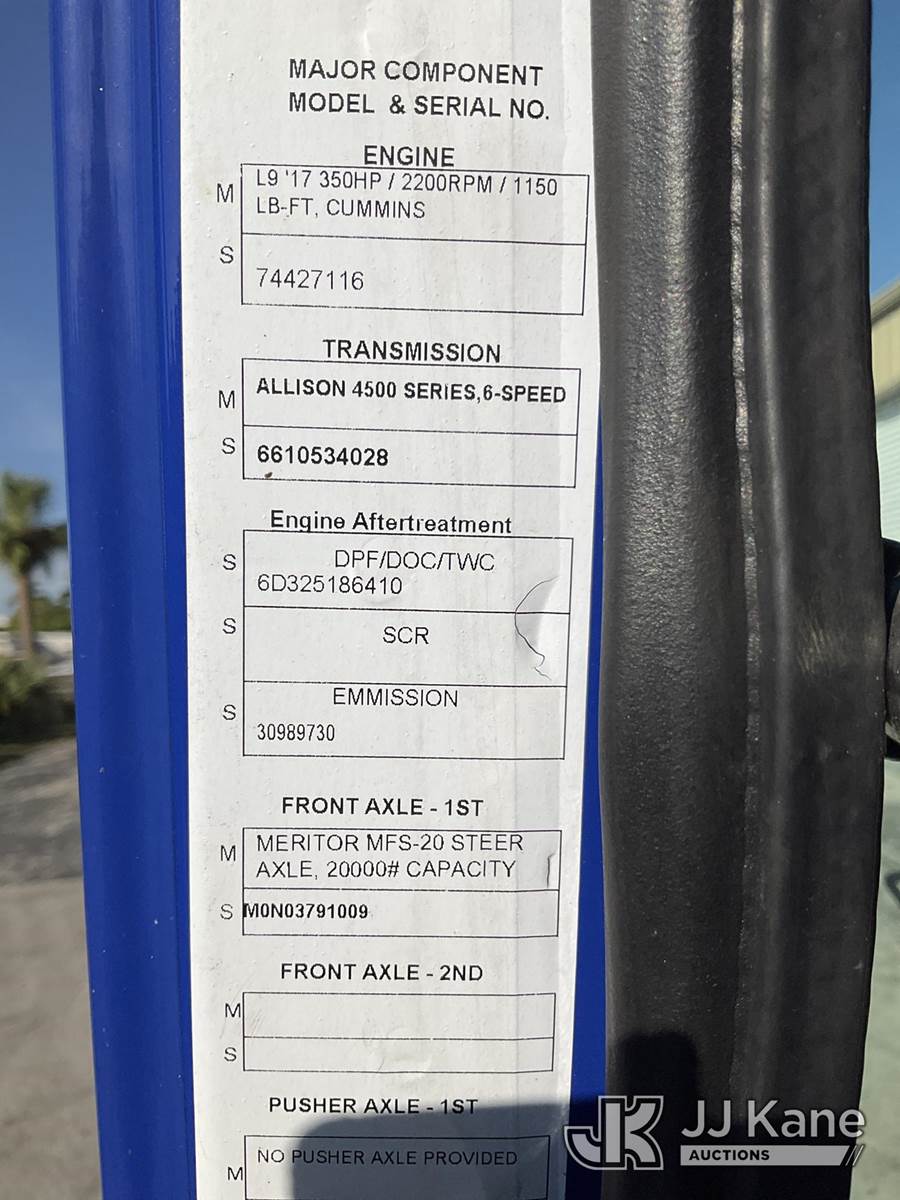 MAJOR COMPONENT
MODEL & SERIAL NO.
ENGINE
M
L9 '17 350HP / 2200RPM / 1150
LB-FT, CUMMINS
S
74427116
TRANSMISSION
M
ALLISON 4500 SERIES,6-SPEED
S
6610534028
Engine Aftertreatment
S
DPF/DOC/TWC
6D325186410
S
SCR
S
EMMISSION
30989730
FRONT AXLE - 1ST
M
MERITOR MFS-20 STEER
AXLE, 20000# CAPACITY
S
M0N03791009
FRONT AXLE - 2ND
M
S
PUSHER AXLE - 1ST
M
NO PUSHER AXLE PROVIDED
JK JJ Kane
AUCTIONS